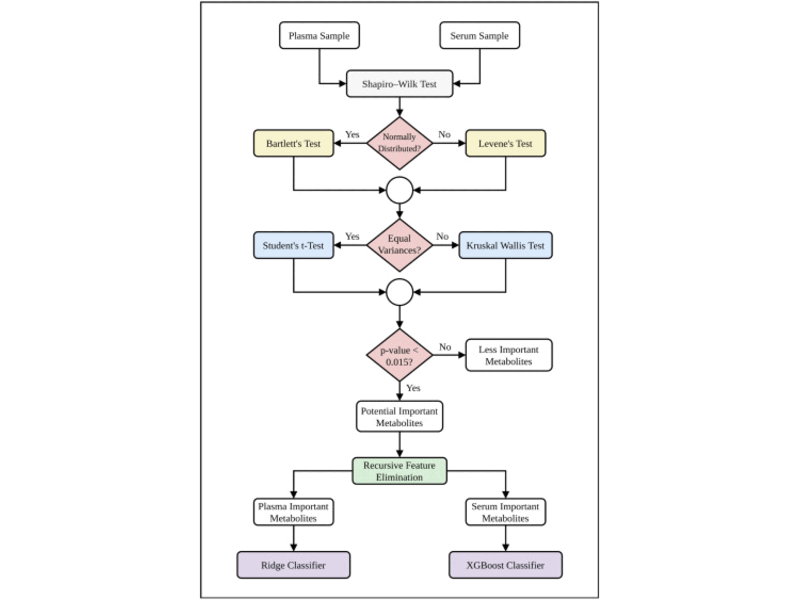 Plasma Sample
Serum Sample
Shapiro–Wilk Test
Normally
Distributed?
Yes
No
Bartlett's Test
Levene's Test
Equal
Variances?
Yes
No
Student's t-Test
Kruskal Wallis Test
p-value <
0.015?
No
Less Important
Metabolites
Yes
Potential Important
Metabolites
Recursive Feature
Elimination
Plasma Important
Metabolites
Serum Important
Metabolites
Ridge Classifier
XGBoost Classifier